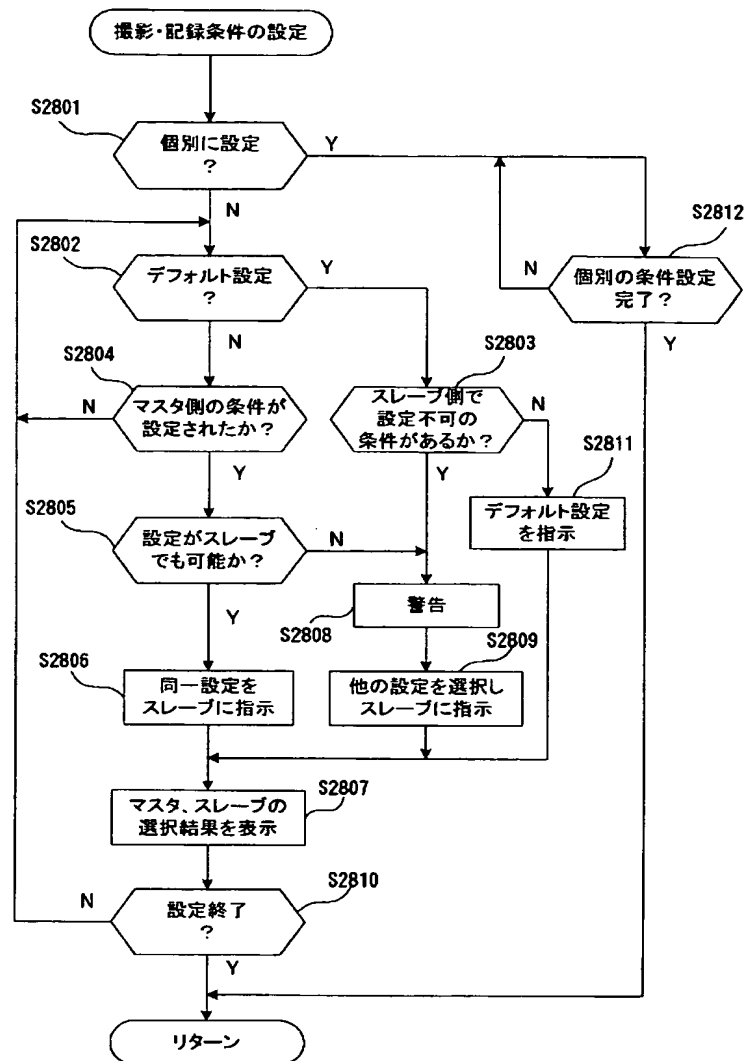 撮影・記録条件の設定
S2801
個別に設定
?
Y
N
S2802
デフォルト設定
?
Y
N
S2812
個別の条件設定
完了?
N
Y
S2804
マスタ側の条件が
設定されたか?
N
Y
S2803
スレーブ側で
設定不可の
条件があるか?
N
Y
S2811
デフォルト設定
を指示
S2805
設定がスレーブ
でも可能か?
N
Y
警告
S2808
S2806
同一設定を
スレーブに指示
S2809
他の設定を選択し
スレーブに指示
S2807
マスタ、スレーブの
選択結果を表示
S2810
設定終了
?
N
Y
リターン